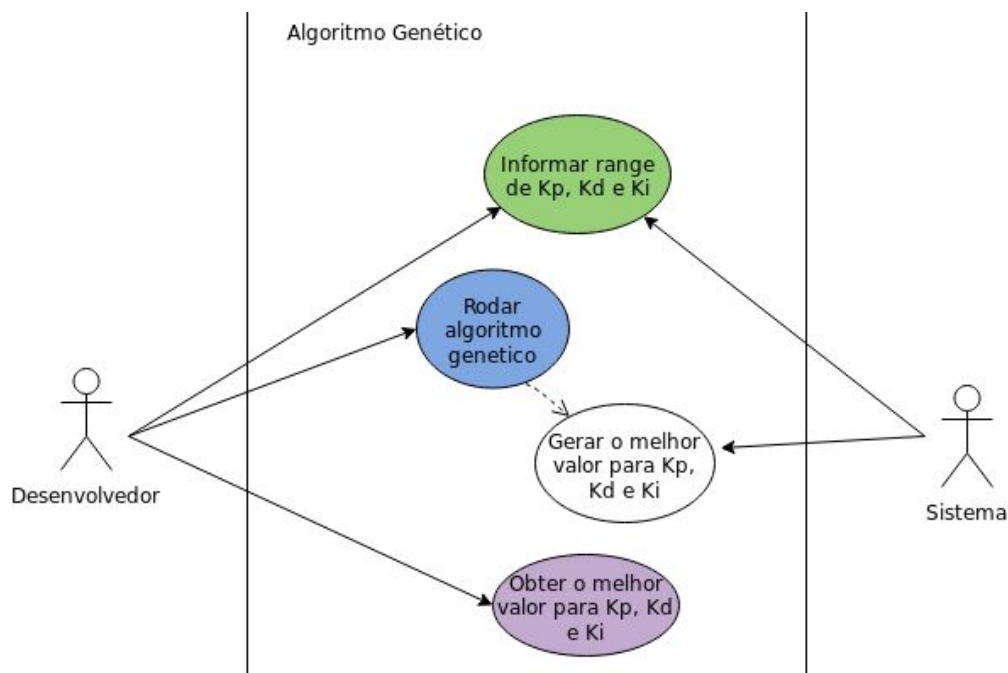 Algoritmo Genético
Informar range
de Kp, Kd e Ki
Rodar
algoritmo
genetico
Gerar o melhor
valor para Kp,
Kd e Ki
Desenvolvedor
Sistema
Obter o melhor
valor para Kp, Kd
e Ki